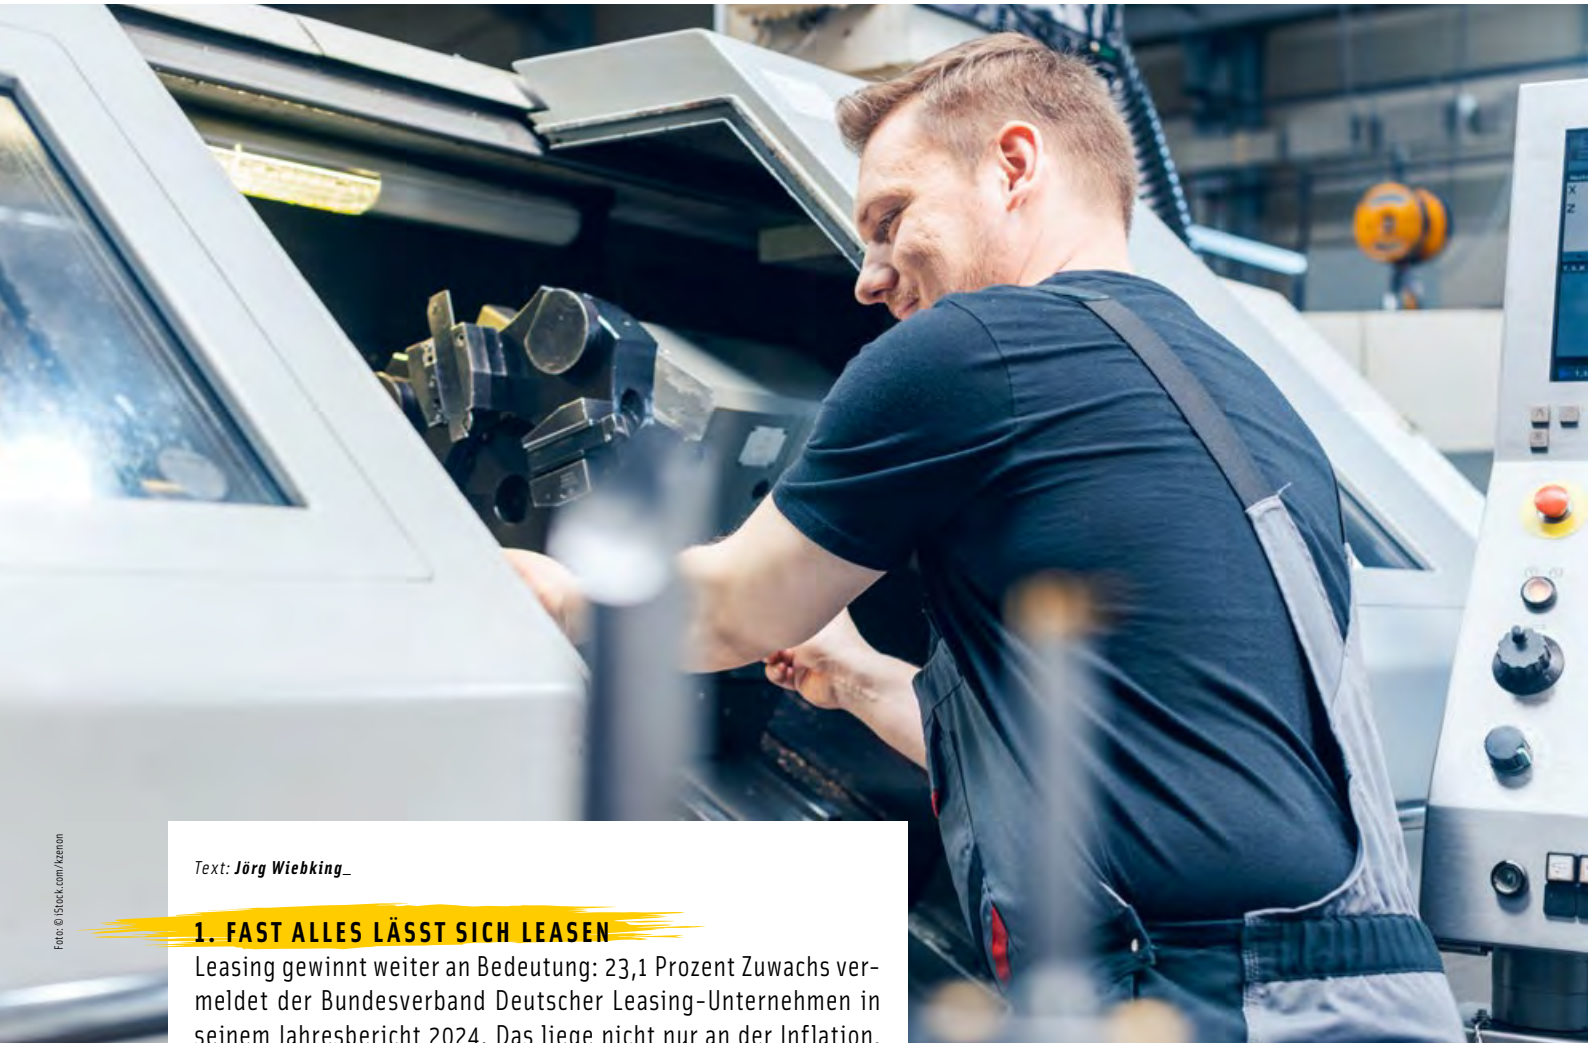 Text: Jörg Wiebking_
1. FAST ALLES LÄSST SICH LEASEN
Leasing gewinnt weiter an Bedeutung: 23,1 Prozent Zuwachs ver-
meldet der Bundesverband Deutscher Leasing-Unternehmen in
seinem Jahresbericht 2024. Das liege nicht nur an der Inflation,
Foto: © iStock.com/kzenon
X
Z